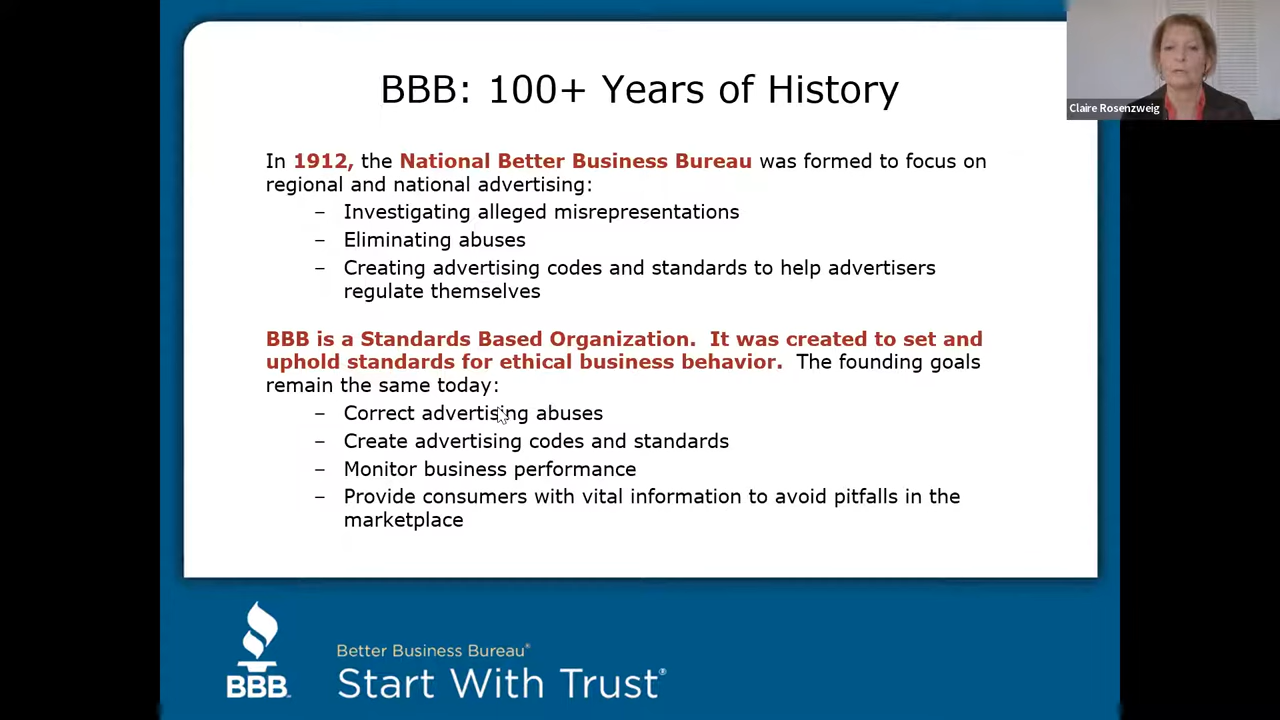 BBB: 100+ Years of History
Claire Rosenzweig
In 1912, the National Better Business Bureau was formed to focus on
regional and national advertising:
– Investigating alleged misrepresentations
– Eliminating abuses
– Creating advertising codes and standards to help advertisers
regulate themselves
BBB is a Standards Based Organization. It was created to set and
uphold standards for ethical business behavior. The founding goals
remain the same today:
– Correct advertising abuses
– Create advertising codes and standards
– Monitor business performance
– Provide consumers with vital information to avoid pitfalls in the
marketplace
BBB
Better Business Bureau®
Start With Trust®